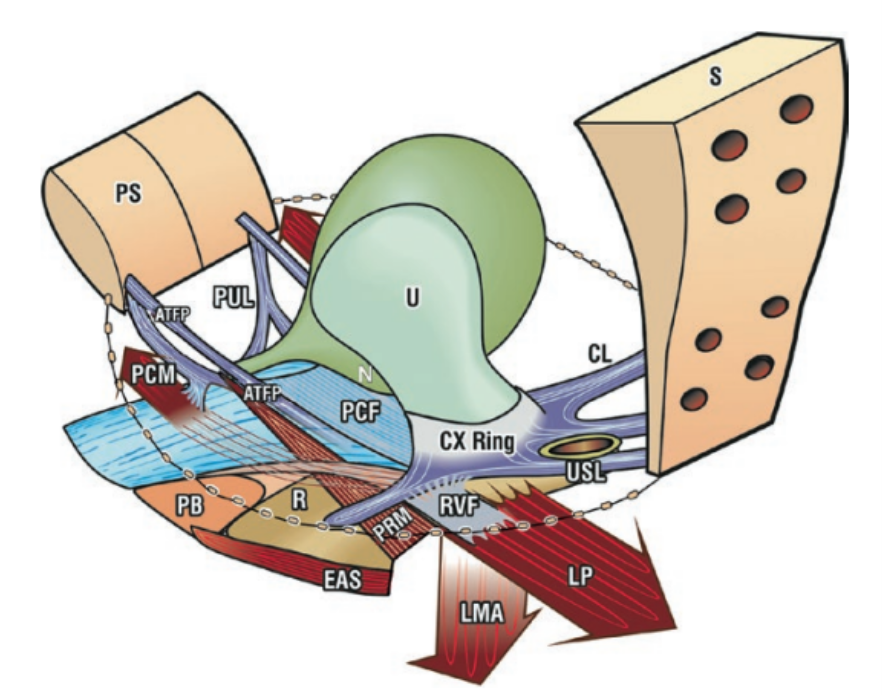 S
PS
PUL
U
ATFP
CL
PCM
N
ATFP
PCF
CX Ring
USL
PB
R
RVF
PRM
EAS
LP
LMA